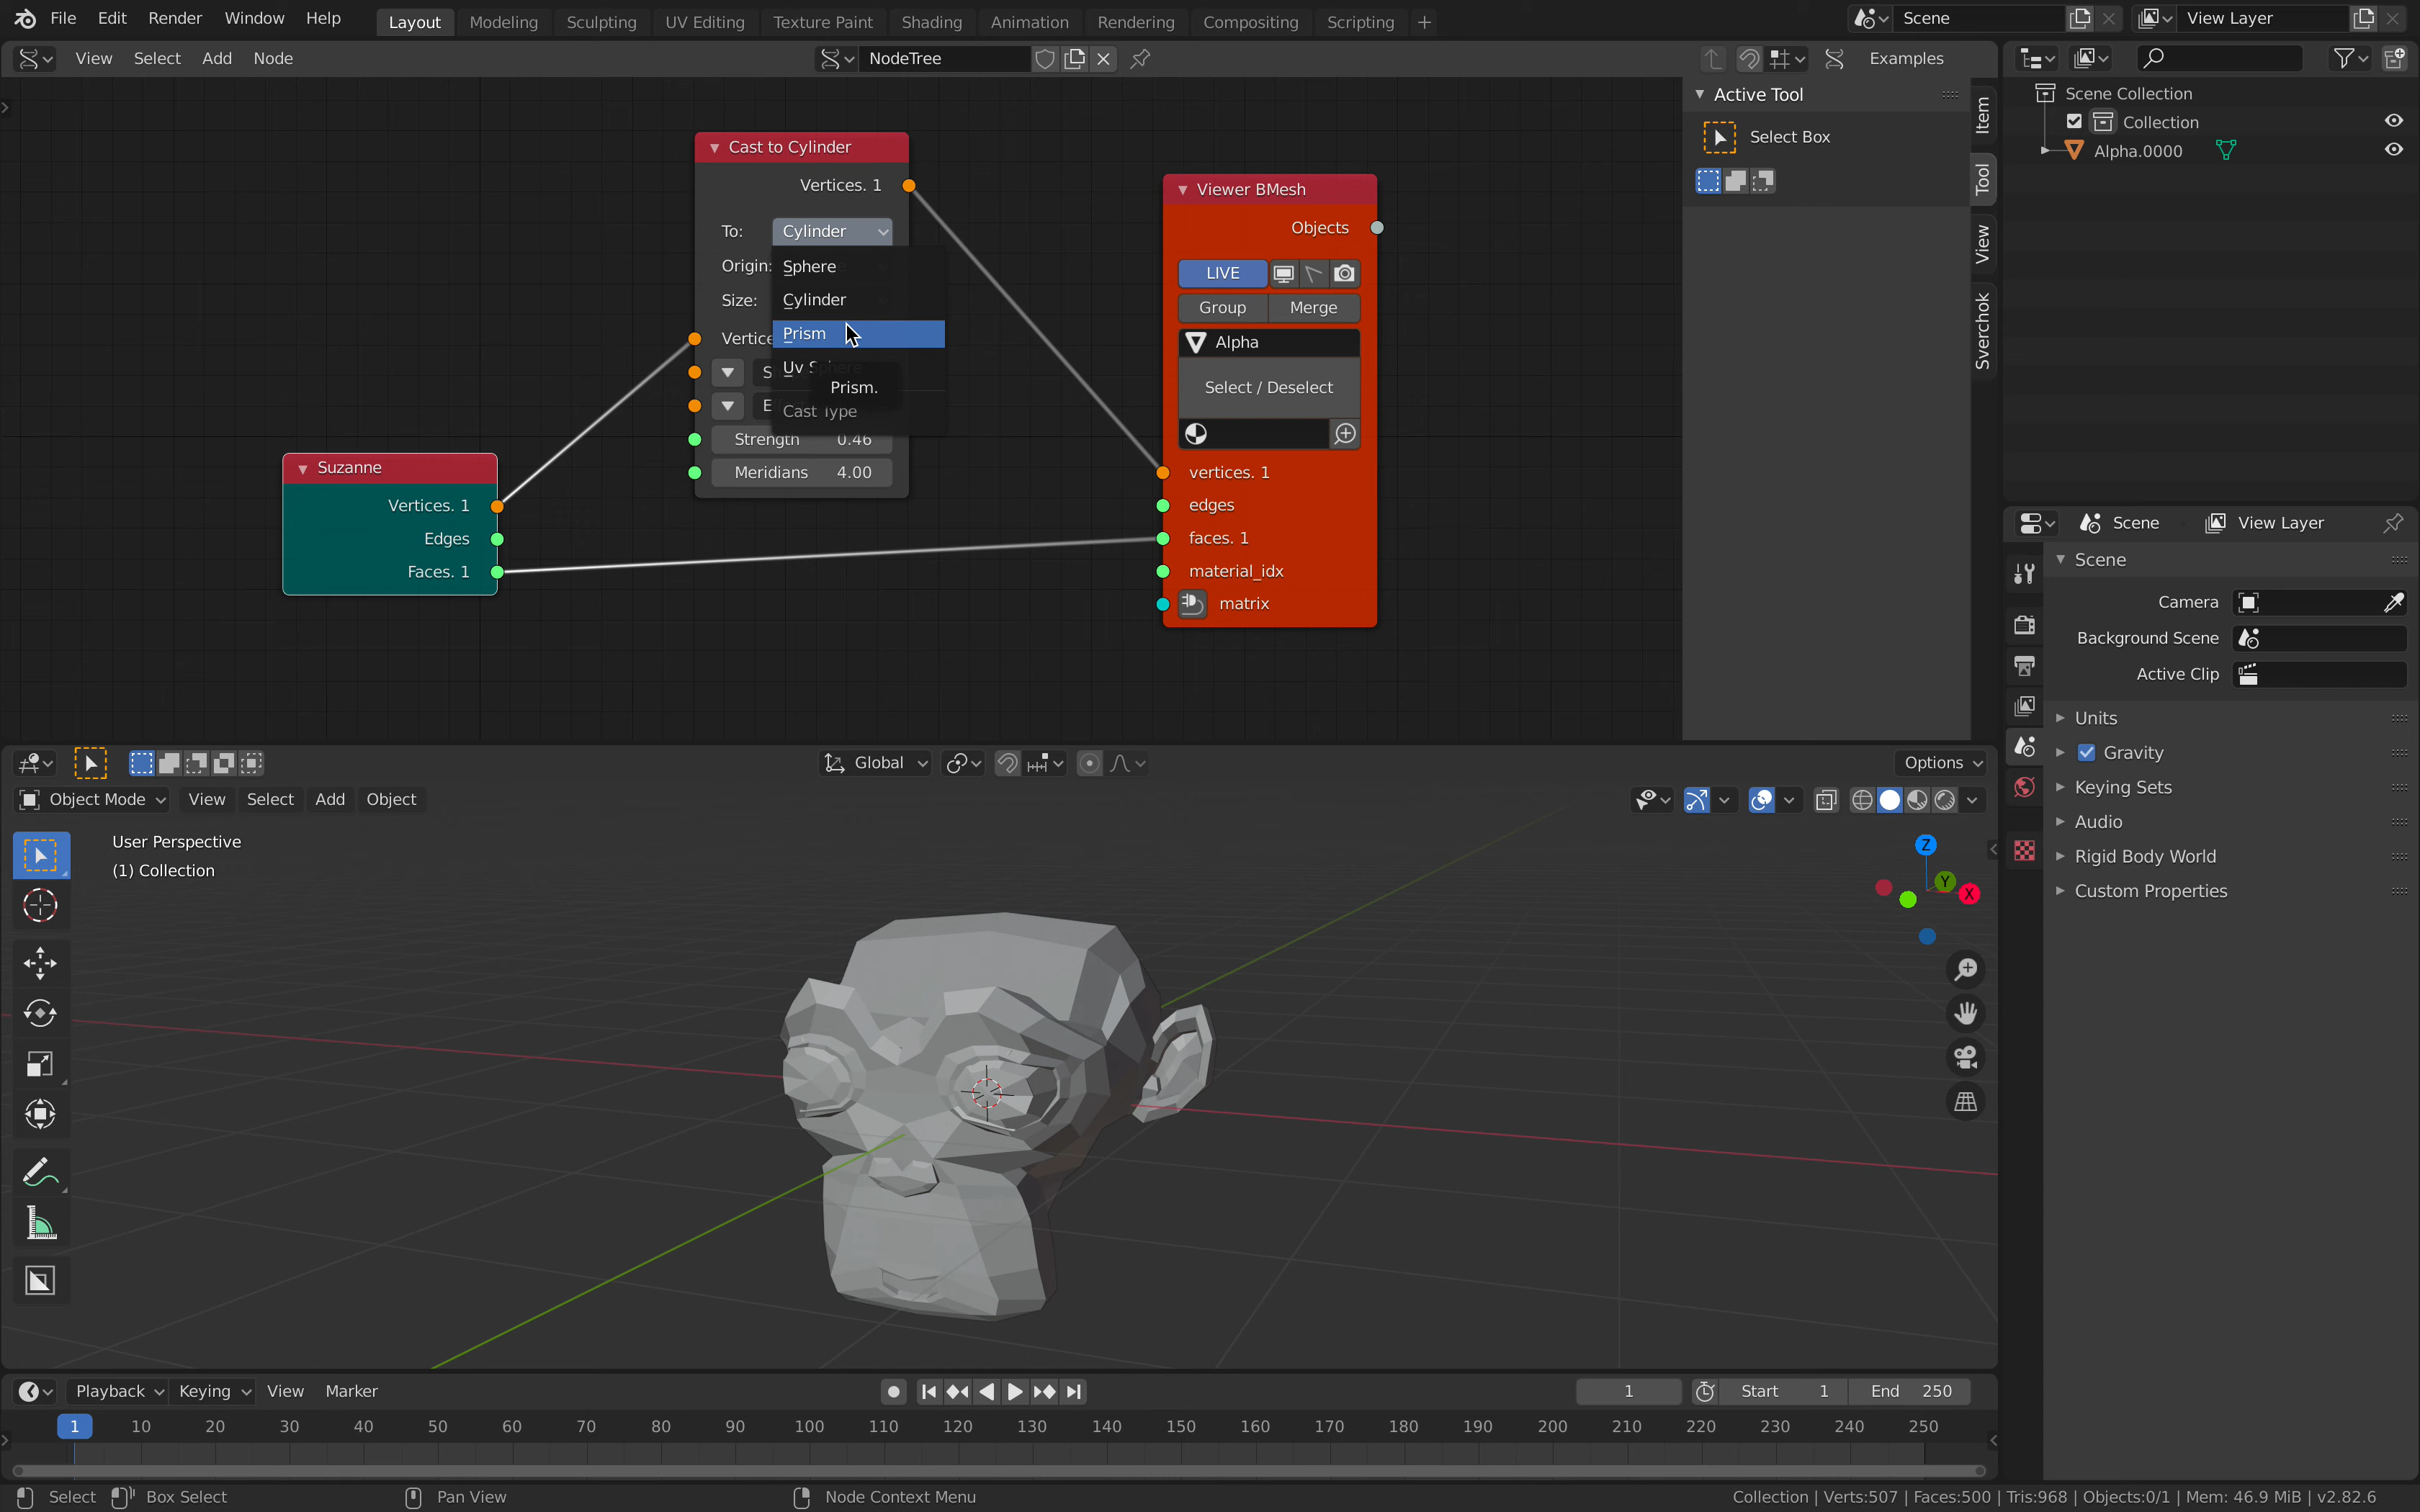 File Edit Render Window Help Layout Modeling Sculpting UV Editing Texture Paint Shading Animation Rendering Compositing Scripting + Scene View Layer
View Select Add Node NodeTree Examples
Active Tool
Select Box
Item
Tool
View
Sverchok
Scene Collection
Collection
Alpha.0000
Cast to Cylinder
Vertices. 1
To: Cylinder
Origin:
Size:
Sphere
Cylinder
Prism
Prism.
Cast Type
Strength 0.46
Meridians 4.00
Suzanne
Vertices. 1
Edges
Faces. 1
Viewer BMesh
Objects
LIVE
Group Merge
Alpha
Select / Deselect
vertices. 1
edges
faces. 1
material_idx
matrix
Scene View Layer
Scene
Camera
Background Scene
Active Clip
Units
Gravity
Keying Sets
Audio
Rigid Body World
Custom Properties
Global Options
Object Mode View Select Add Object
User Perspective
(1) Collection
Z
Y
X
Playback Keying View Marker 1 Start 1 End 250
1 10 20 30 40 50 60 70 80 90 100 110 120 130 140 150 160 170 180 190 200 210 220 230 240 250
Select Box Select Pan View Node Context Menu Collection | Verts:507 | Faces:500 | Tris:968 | Objects:0/1 | Mem: 46.9 MiB | v2.82.6